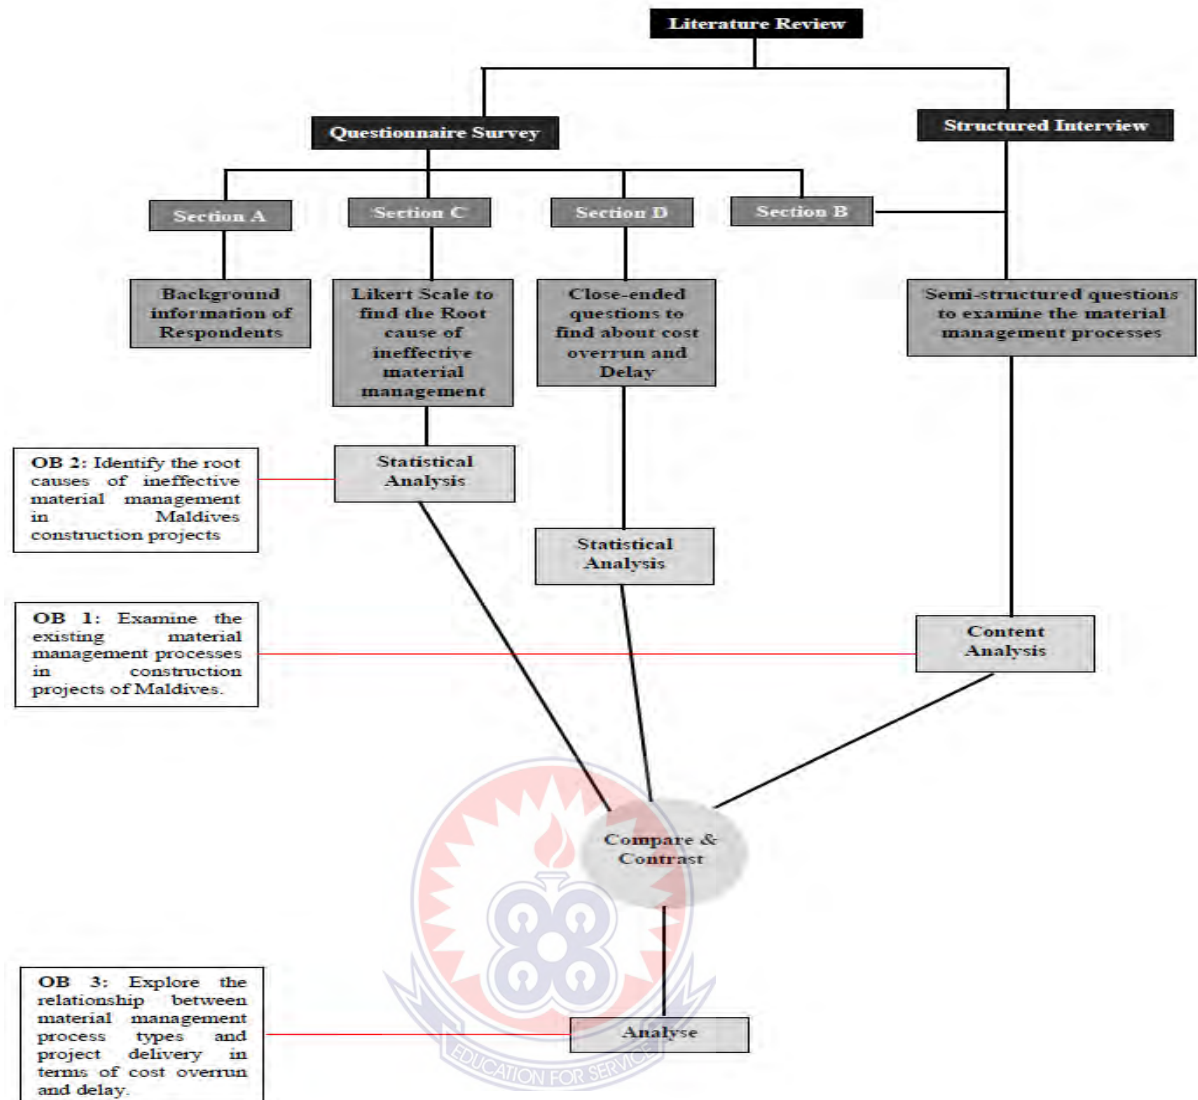 Literature Review
Questionnaire Survey
Structured Interview
Section A
Section C
Section D
Section B
Background
information of
Respondents
Likert Scale to
find the Root
cause of
ineffective
material
management
Close-ended
questions to
find about cost
overrun and
Delay
Semi-structured questions
to examine the material
management processes
OB 2: Identify the root
causes of ineffective
material management
in Maldives
construction projects
Statistical
Analysis
Statistical
Analysis
OB 1: Examine the
existing material
management processes
in construction
projects of Maldives.
Content
Analysis
Compare &
Contrast
OB 3: Explore the
relationship between
material management
process types and
project delivery in
terms of cost overrun
and delay.
Analyse
EDUCATION FOR SERVICE